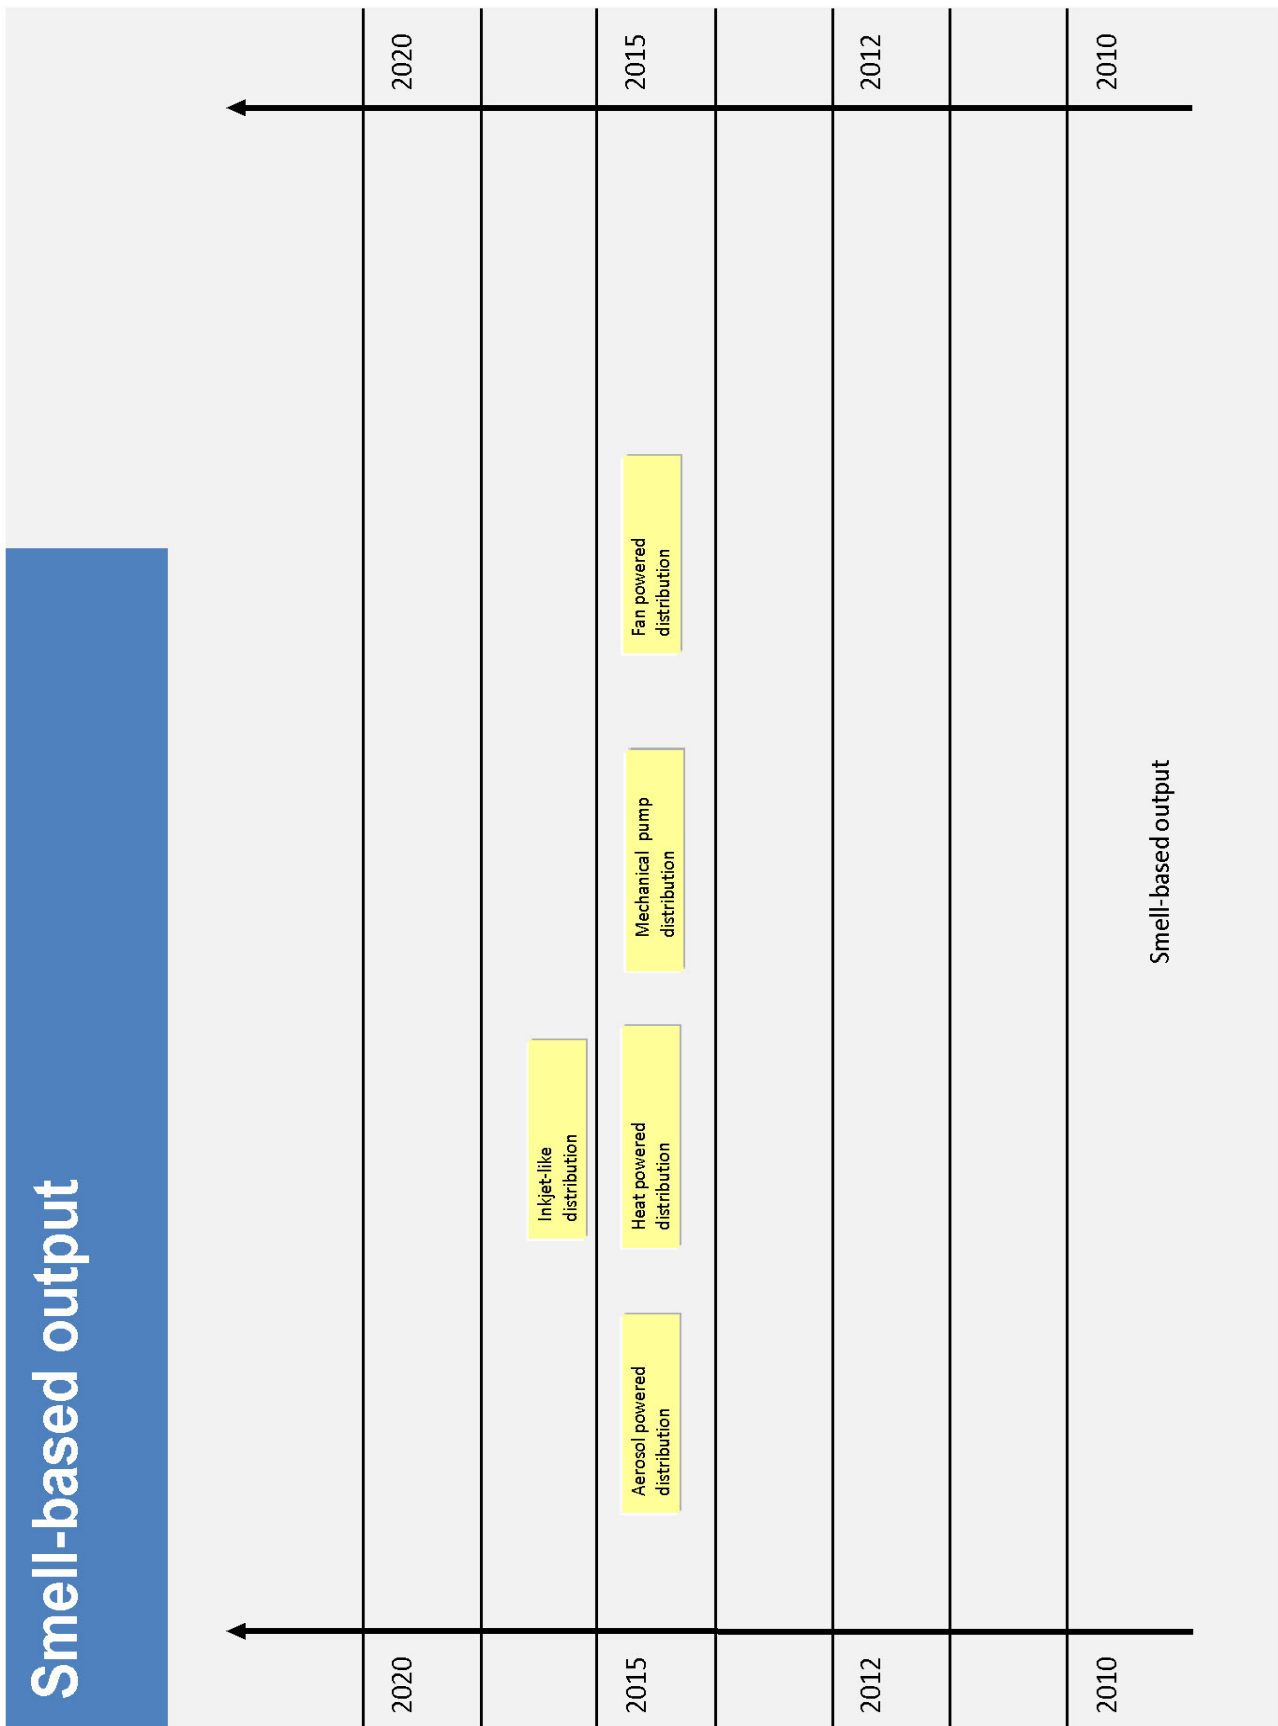 Smell-based output
2020
2020
Inkjet-like
distribution
2015
2015
Aerosol powered
distribution
Heat powered
distribution
Mechanical pump
distribution
Fan powered
distribution
2012
2012
2010
2010
Smell-based output